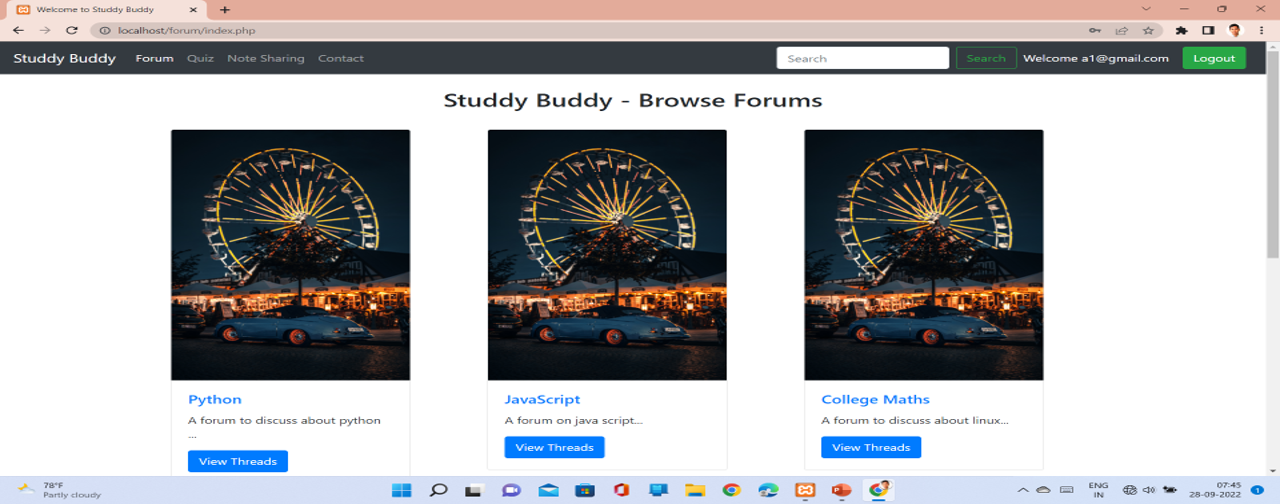 Welcome to Studdy Buddy
localhost/forum/index.php
Studdy Buddy Forum Quiz Note Sharing Contact Search Search Welcome a1@gmail.com Logout
Studdy Buddy - Browse Forums
Python
A forum to discuss about python
...
View Threads
JavaScript
A forum on java script...
View Threads
College Maths
A forum to discuss about linux...
View Threads
78°F
Partly cloudy
ENG
IN
07:45
28-09-2022
1